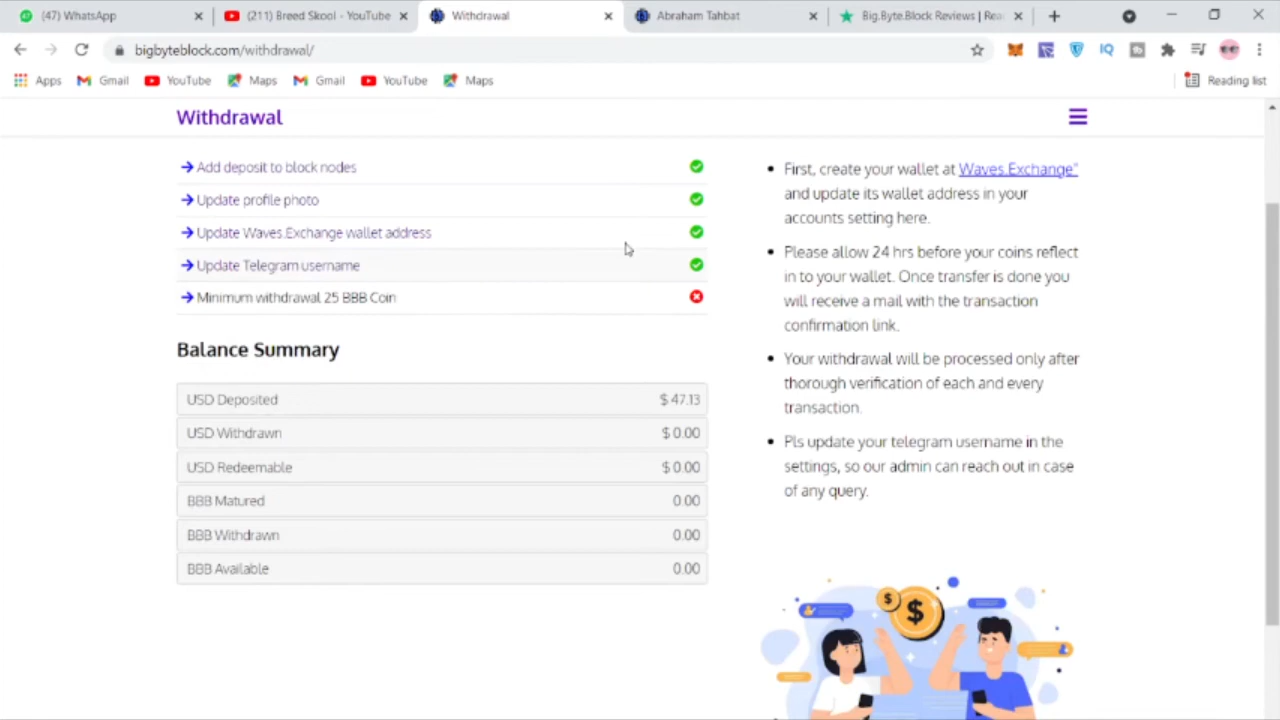 (47) WhatsApp
(211) Breed Skool - YouTube
Withdrawal
Abraham Tahbat
Big.Byte.Block Reviews | Rea
bigbyteblock.com/withdrawal/
IQ
Apps
Gmail
YouTube
Maps
Gmail
YouTube
Maps
Reading list
Withdrawal
Add deposit to block nodes
Update profile photo
Update Waves.Exchange wallet address
Update Telegram username
Minimum withdrawal 25 BBB Coin
Balance Summary
USD Deposited $ 47.13
USD Withdrawn $ 0.00
USD Redeemable $ 0.00
BBB Matured 0.00
BBB Withdrawn 0.00
BBB Available 0.00
First, create your wallet at Waves.Exchange"
and update its wallet address in your
accounts setting here.
Please allow 24 hrs before your coins reflect
in to your wallet. Once transfer is done you
will receive a mail with the transaction
confirmation link.
Your withdrawal will be processed only after
thorough verification of each and every
transaction.
Pls update your telegram username in the
settings, so our admin can reach out in case
of any query.
$
$